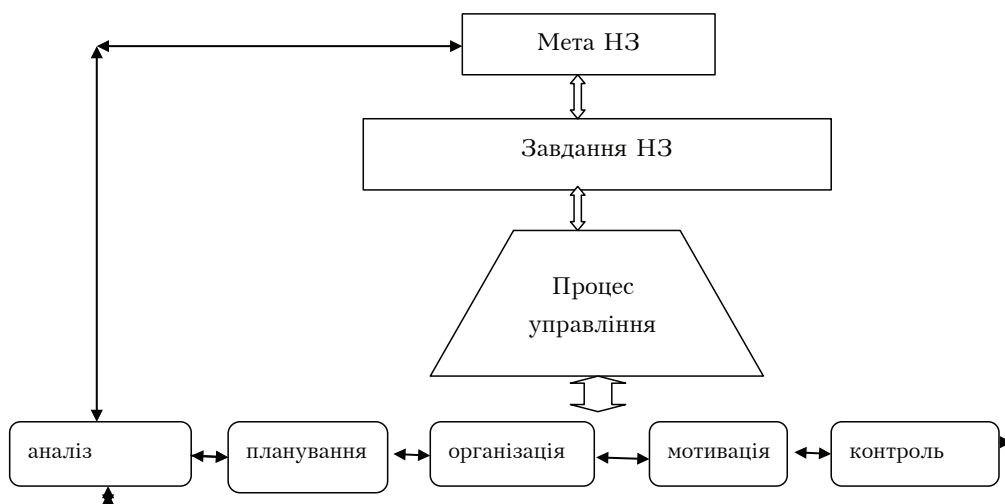 Мета НЗ
Завдання НЗ
Процес
управління
аналіз
планування
організація
мотивація
контроль